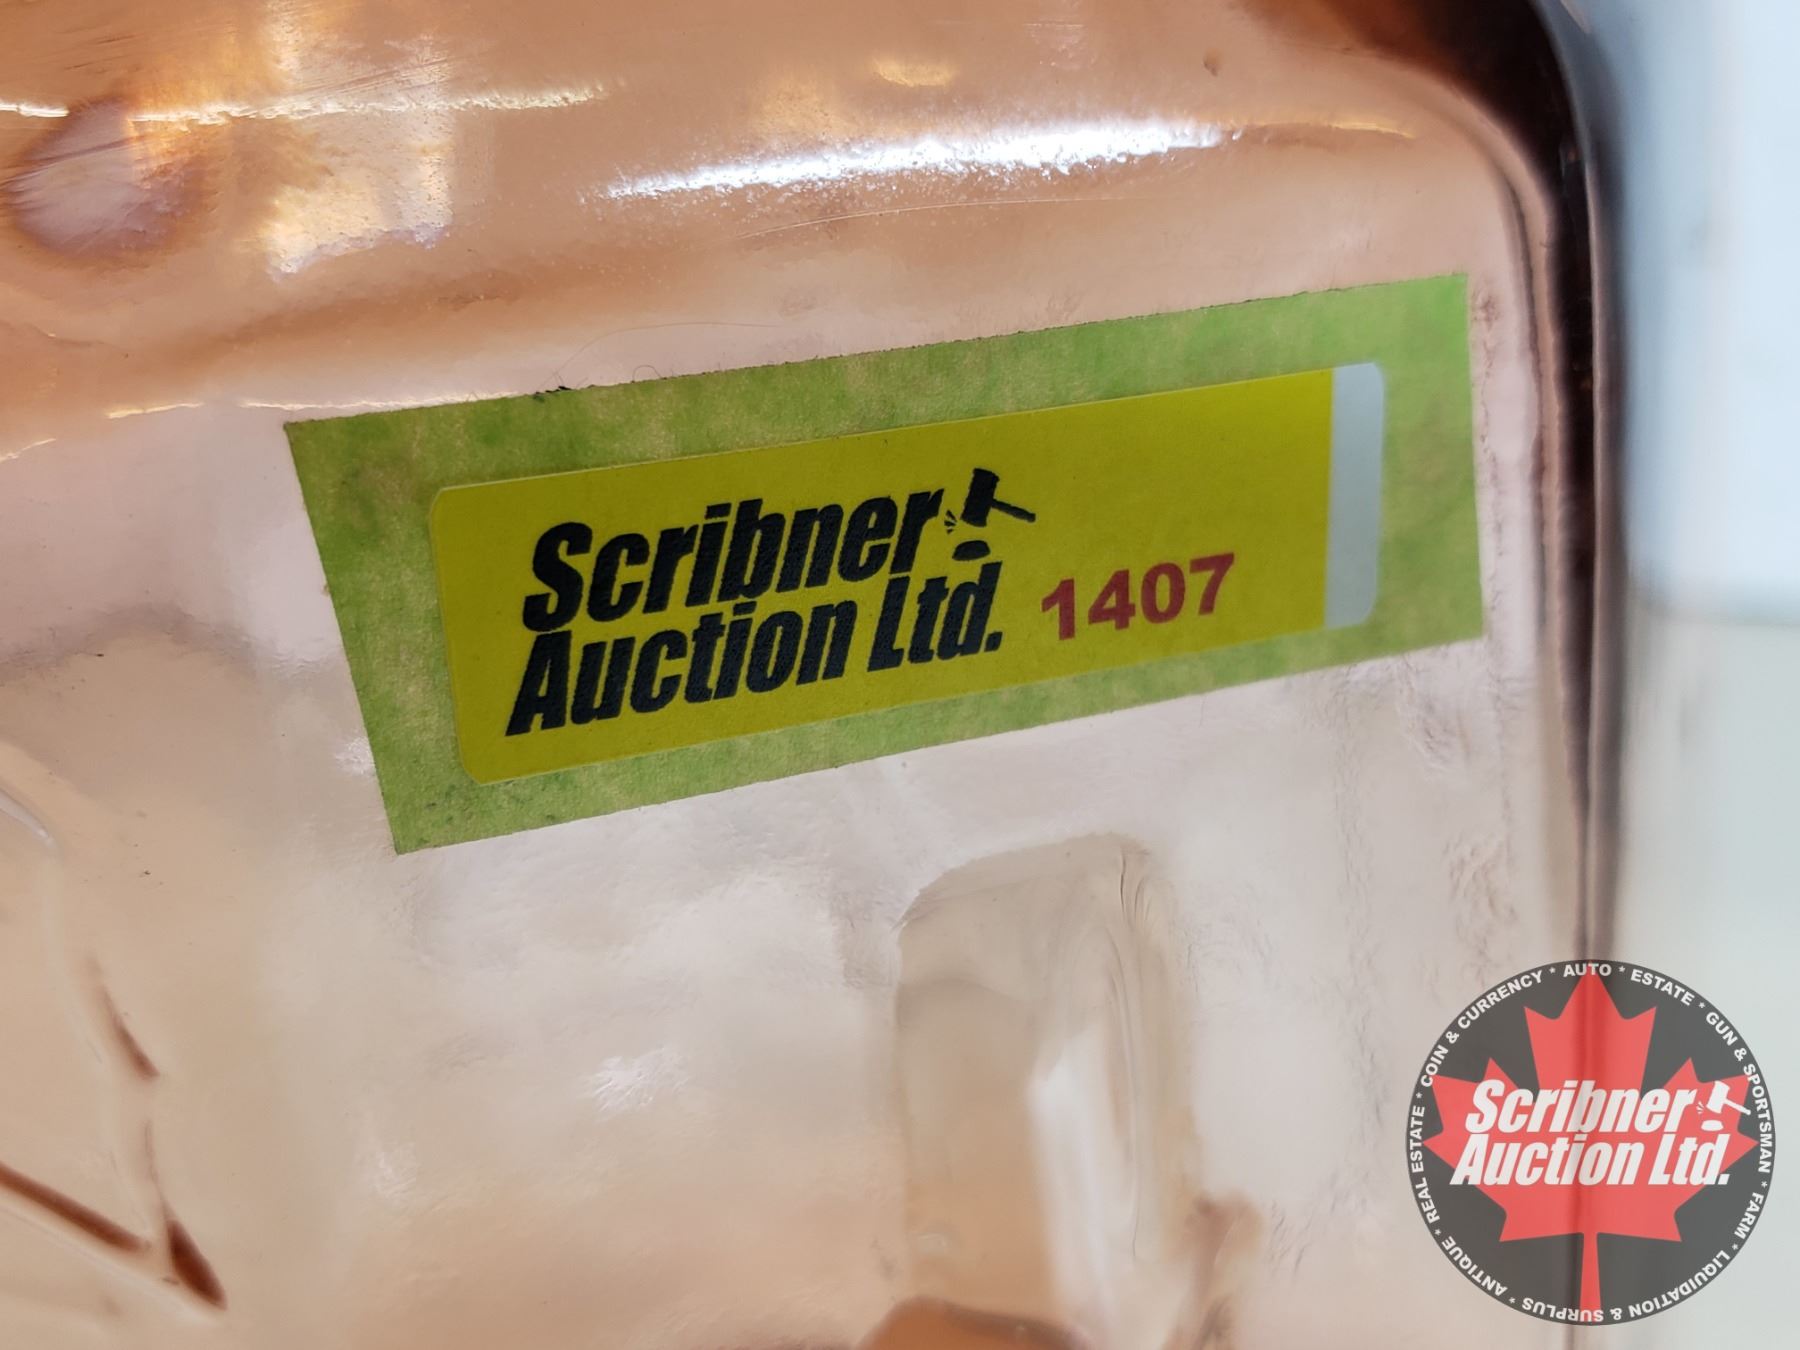 Scribner
Auction Ltd. 1407
COIN & CURRENCY * AUTO * ESTATE * GUN & SPORTSMAN * FARM * LIQUIDATION & SURPLUS * ANTIQUE * REAL ESTATE *
Scribner
Auction Ltd.